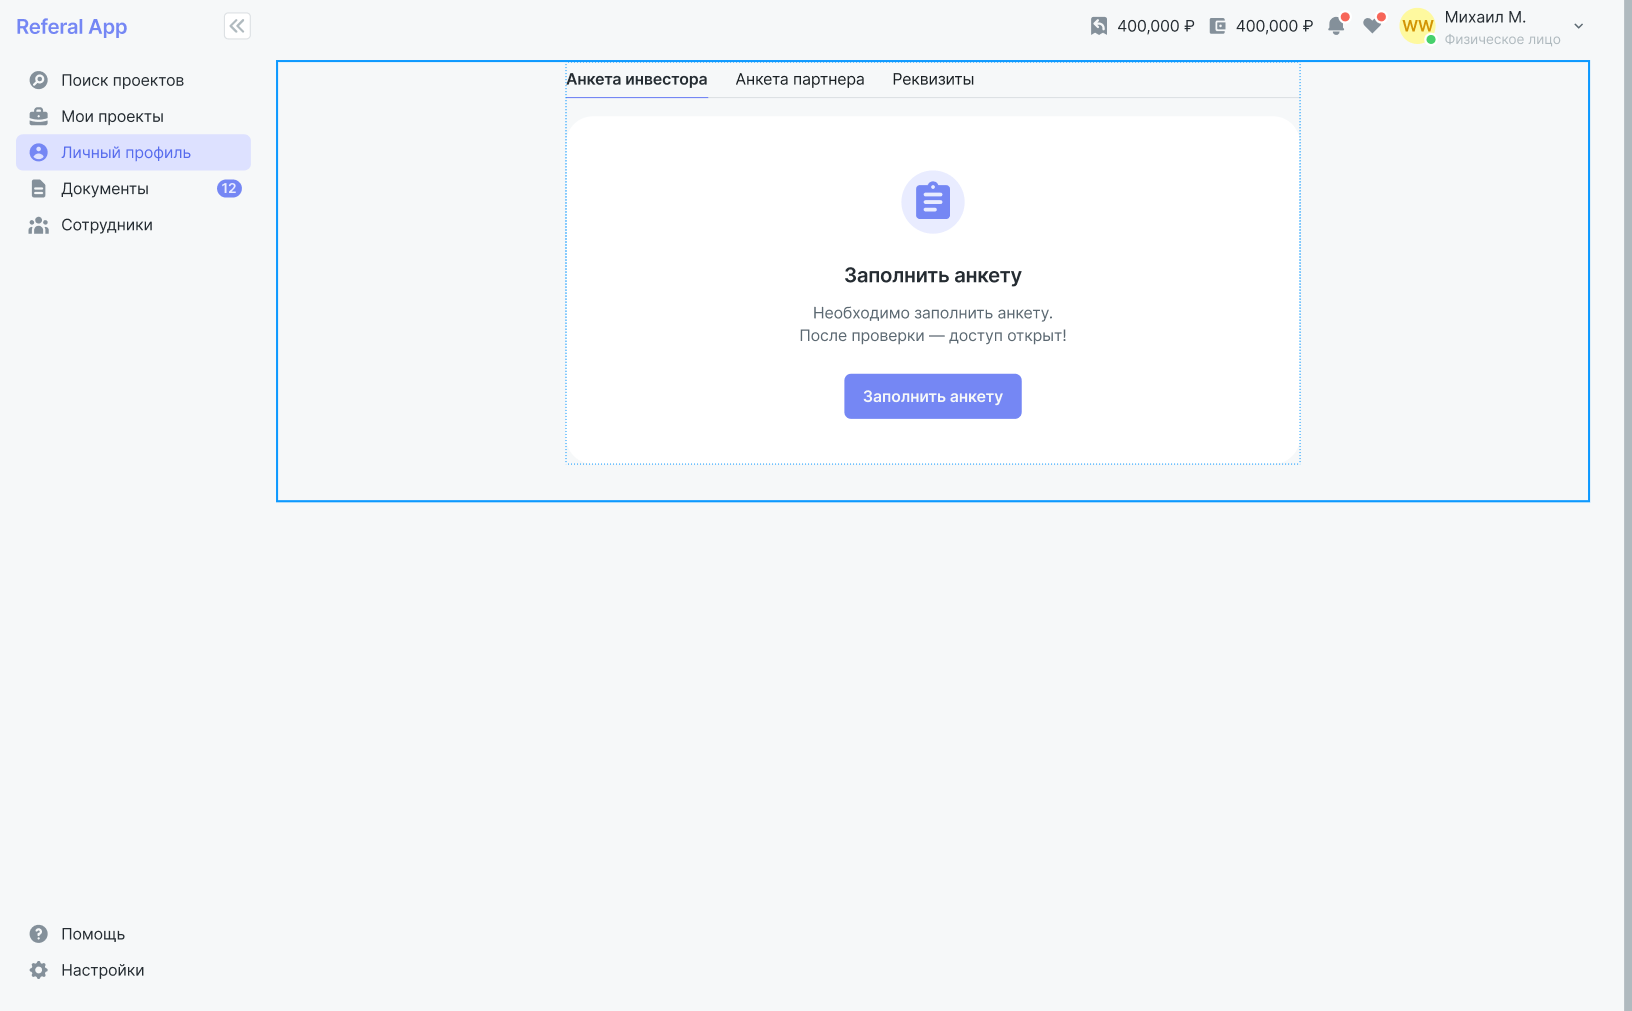 Referal App
400,000 ₽
400,000 ₽
WW
Михаил М.
Физическое лицо
Поиск проектов
Мои проекты
Личный профиль
Документы
12
Сотрудники
Анкета инвестора
Анкета партнера
Реквизиты
Заполнить анкету
Необходимо заполнить анкету.
После проверки — доступ открыт!
Заполнить анкету
Помощь
Настройки